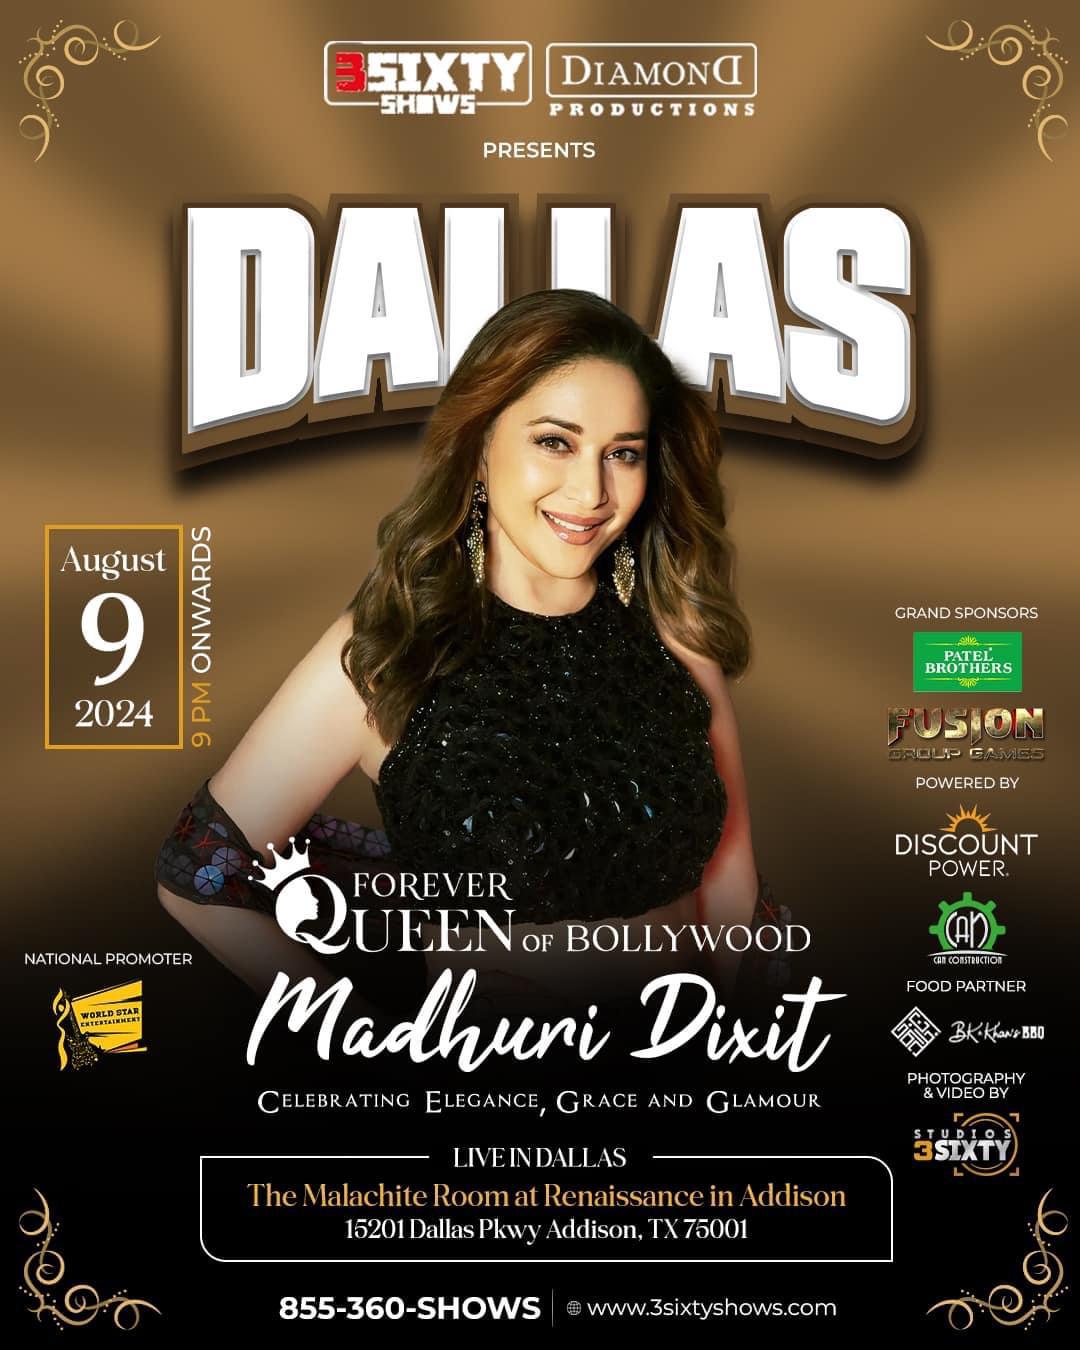 3SIXTY
SHOWS
DIAMOND
PRODUCTIONS
PRESENTS
DALLAS
August
9
2024
9 PM ONWARDS
GRAND SPONSORS
PATEL
BROTHERS
FUSION
GROUP GAMES
POWERED BY
DISCOUNT
POWER.
CAN
CAN CONSTRUCTION
FOOD PARTNER
BK & Khan's BBQ
PHOTOGRAPHY
& VIDEO BY
STUDIOS
3SIXTY
NATIONAL PROMOTER
WORLD STAR
ENTERTAINMENT
FOREVER
QUEEN OF BOLLYWOOD
Madhuri Dixit
CELEBRATING ELEGANCE, GRACE AND GLAMOUR
LIVE IN DALLAS
The Malachite Room at Renaissance in Addison
15201 Dallas Pkwy Addison, TX 75001
855-360-SHOWS
www.3sixtyshows.com